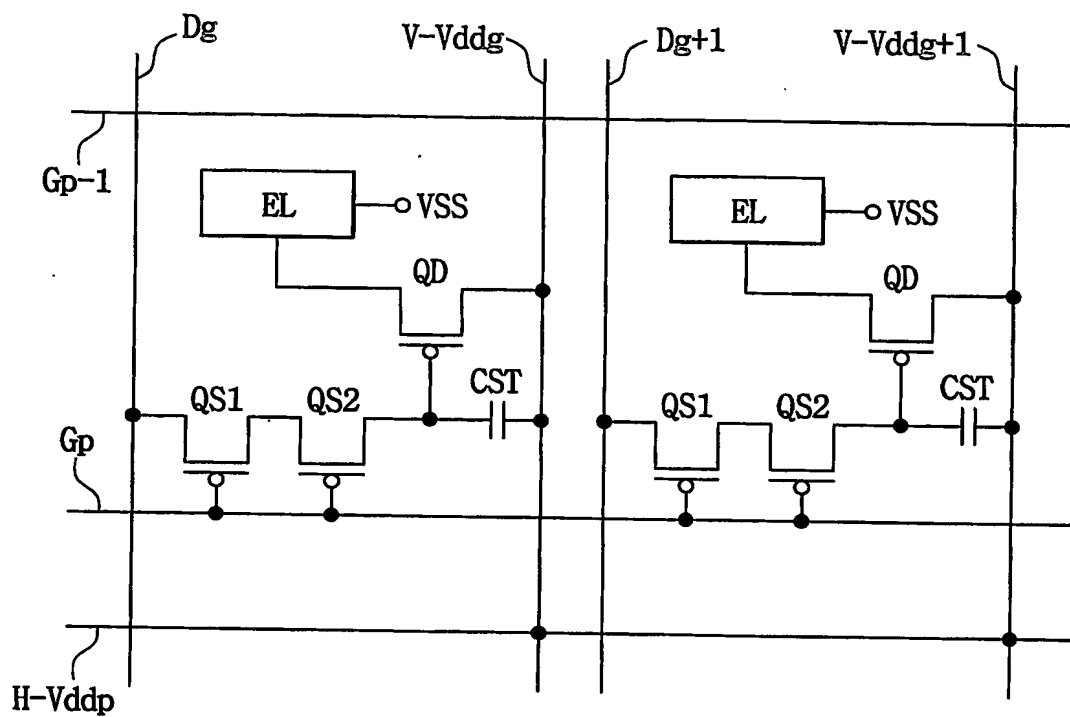 Dg
V-Vddg
Dg+1
V-Vddg+1
Gp-1
EL
VSS
EL
VSS
QD
QD
CST
CST
QS1
QS2
QS1
QS2
Gp
H-Vddp